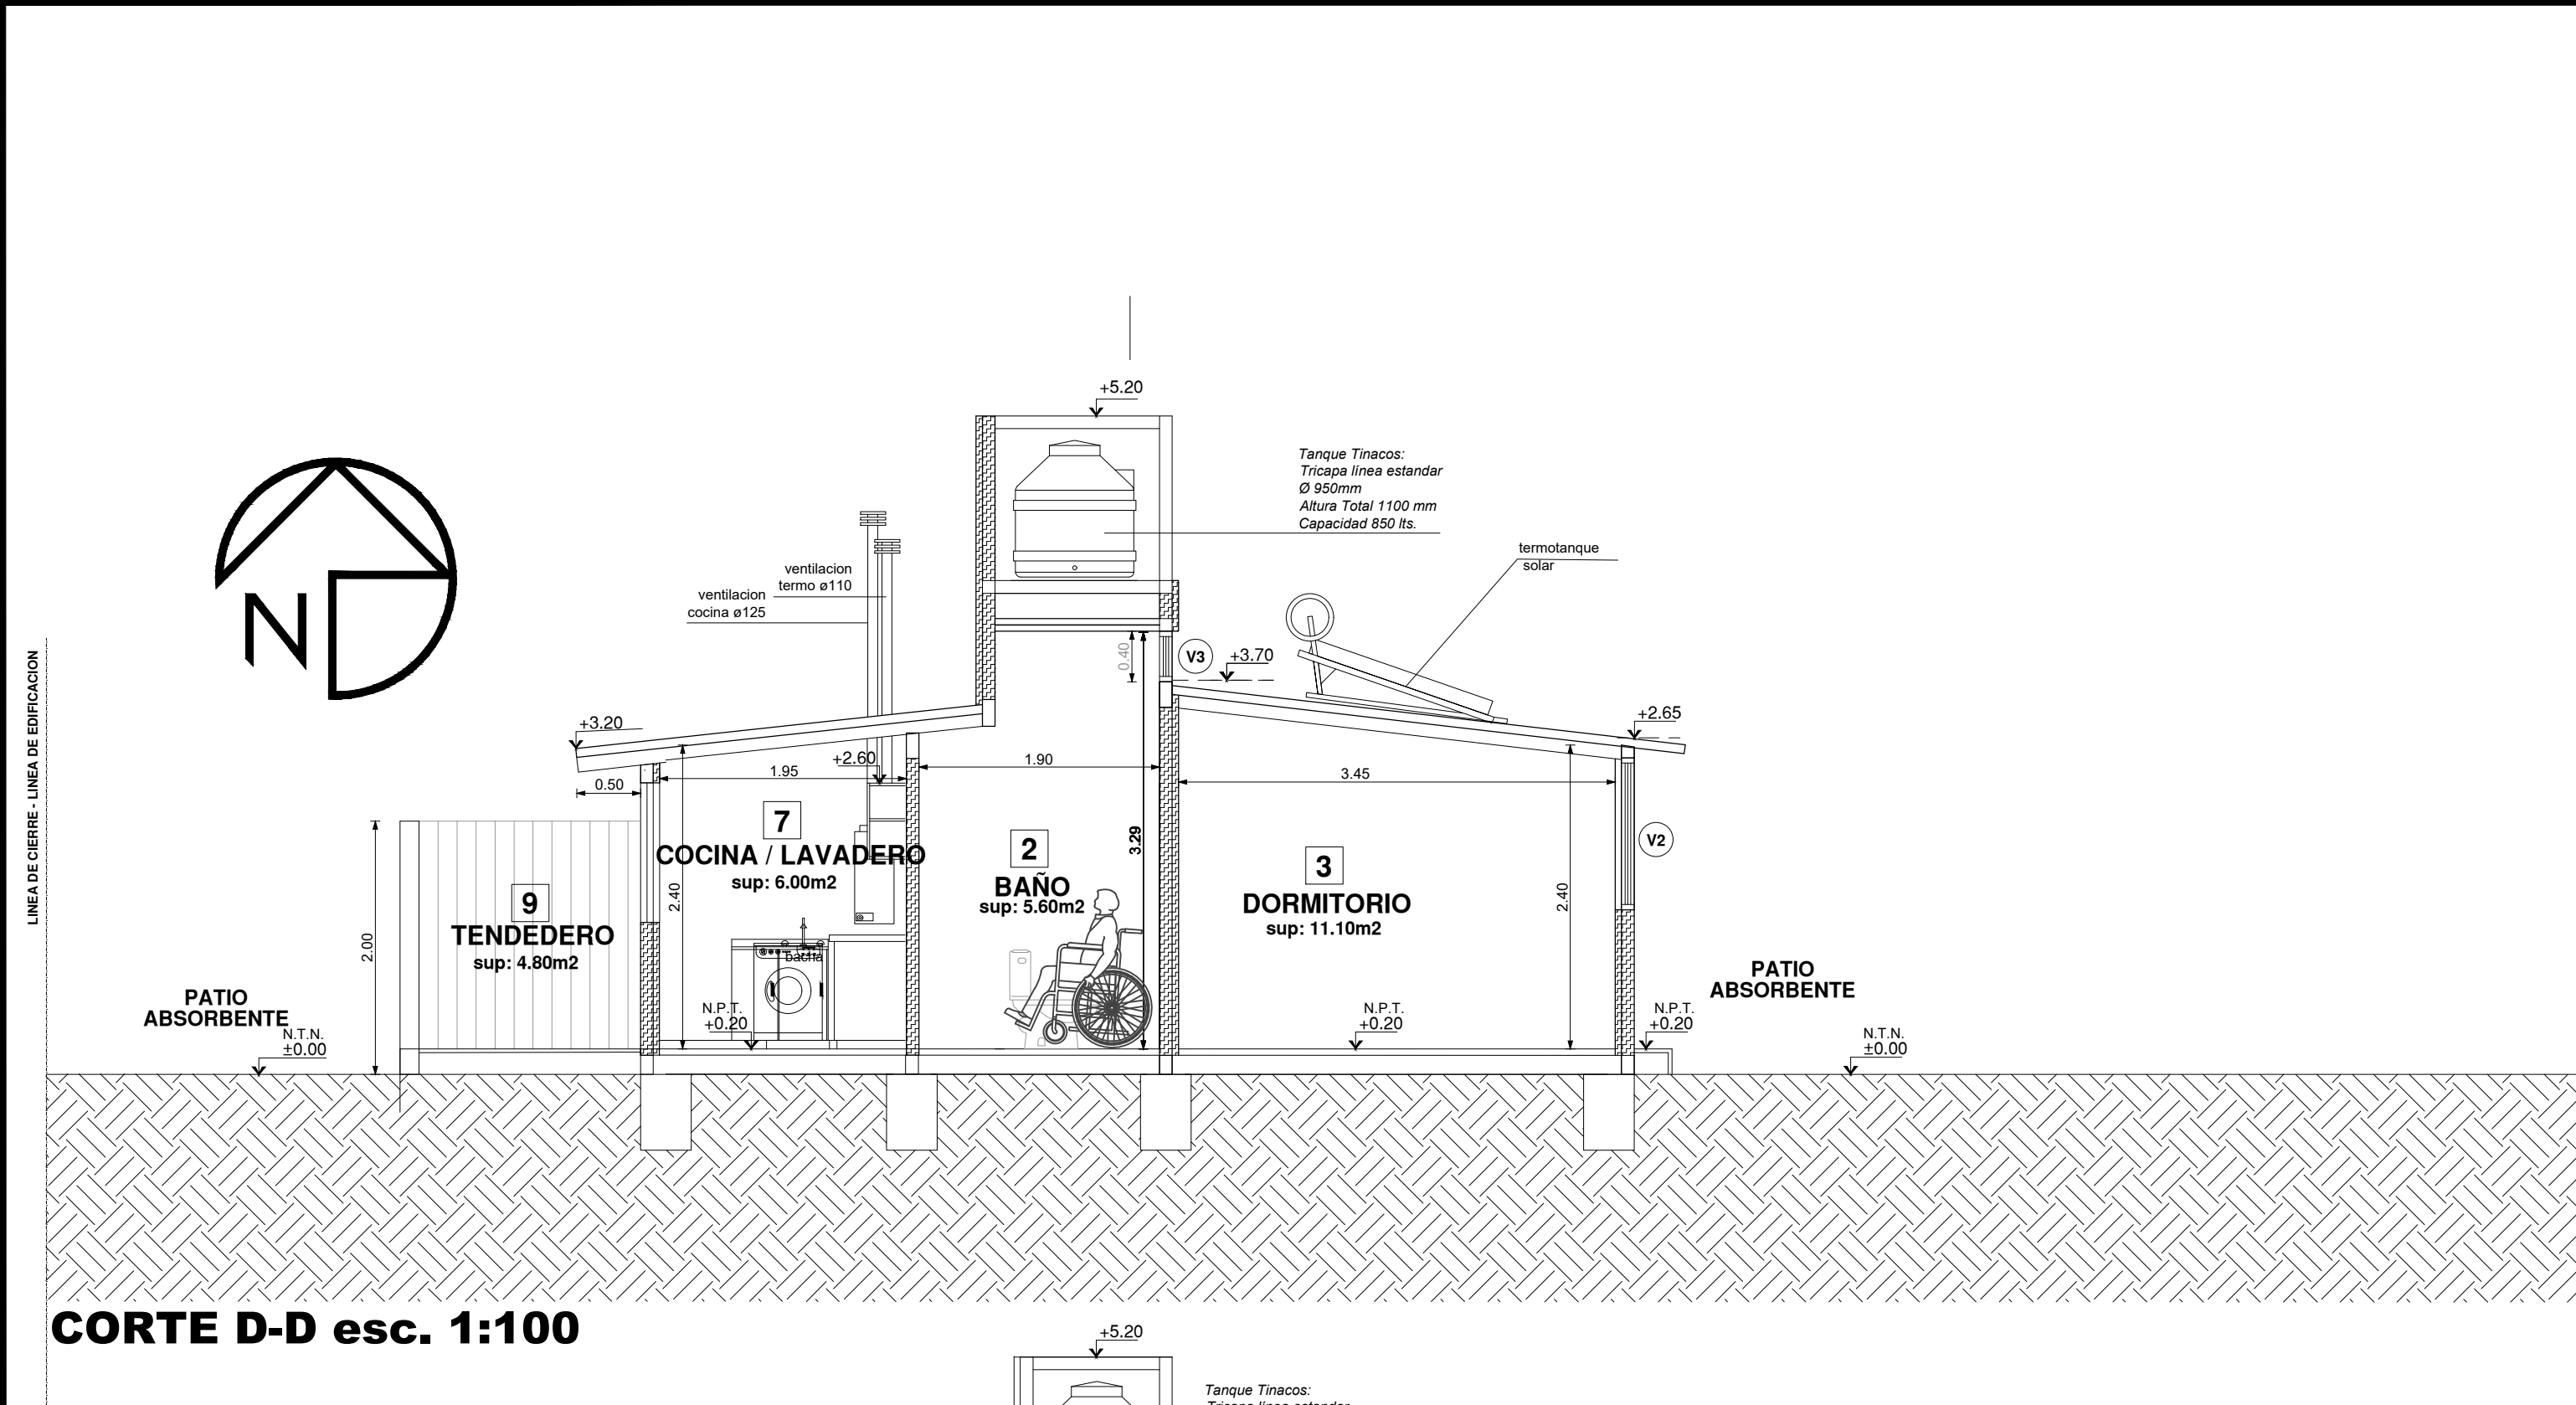 +5.20
Tanque Tinacos:
Tricapa línea estandar
Ø 950mm
Altura Total 1100 mm
Capacidad 850 lts.
termotanque
solar
ventilacion
termo ø110
ventilacion
cocina ø125
N
LINEA DE CIERRE - LINEA DE EDIFICACION
0.40
V3
+3.70
+3.20
+2.65
+2.60
1.95
1.90
3.45
0.50
7
COCINA / LAVADERO
sup: 6.00m2
2.40
2
BAÑO
sup: 5.60m2
3.29
3
DORMITORIO
sup: 11.10m2
2.40
V2
9
TENDEDERO
sup: 4.80m2
2.00
bacha
PATIO
ABSORBENTE
N.T.N.
±0.00
N.P.T.
+0.20
N.P.T.
+0.20
N.P.T.
+0.20
PATIO
ABSORBENTE
N.T.N.
±0.00
CORTE D-D esc. 1:100
+5.20
Tanque Tinacos:
Tricapa línea estandar